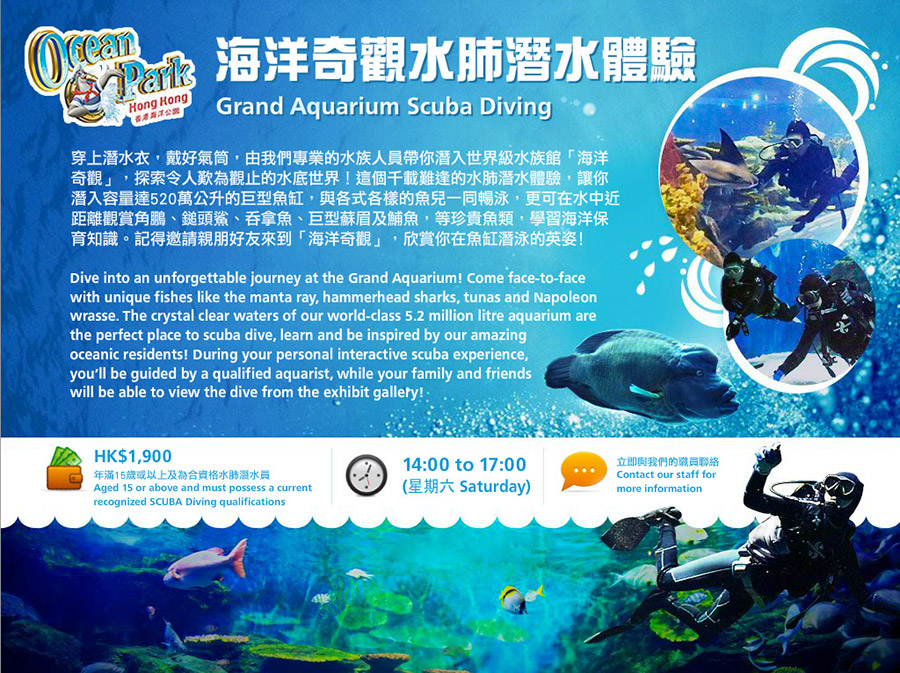 Ocean
Park
Hong Kong
香港海洋公園
海洋奇觀水肺潛水體驗
Grand Aquarium Scuba Diving
穿上潛水衣，戴好氣筒，由我們專業的水族人員帶你潛入世界級水族館「海洋
奇觀」，探索令人歎為觀止的水底世界！這個千載難逢的水肺潛水體驗，讓你
潛入容量達520萬公升的巨型魚缸，與各式各樣的魚兒一同暢泳，更可在水中近
距離觀賞角鵬、鎚頭鯊、吞拿魚、巨型蘇眉及鯆魚，等珍貴魚類，學習海洋保
育知識。記得邀請親朋好友來到「海洋奇觀」，欣賞你在魚缸潛泳的英姿！
Dive into an unforgettable journey at the Grand Aquarium! Come face-to-face
with unique fishes like the manta ray, hammerhead sharks, tunas and Napoleon
wrasse. The crystal clear waters of our world-class 5.2 million litre aquarium are
the perfect place to scuba dive, learn and be inspired by our amazing
oceanic residents! During your personal interactive scuba experience,
you'll be guided by a qualified aquarist, while your family and friends
will be able to view the dive from the exhibit gallery!
HK$1,900
年滿15歲或以上及為合資格水肺潛水員
Aged 15 or above and must possess a current
recognized SCUBA Diving qualifications
14:00 to 17:00
(星期六 Saturday)
立即與我們的職員聯絡
Contact our staff for
more information